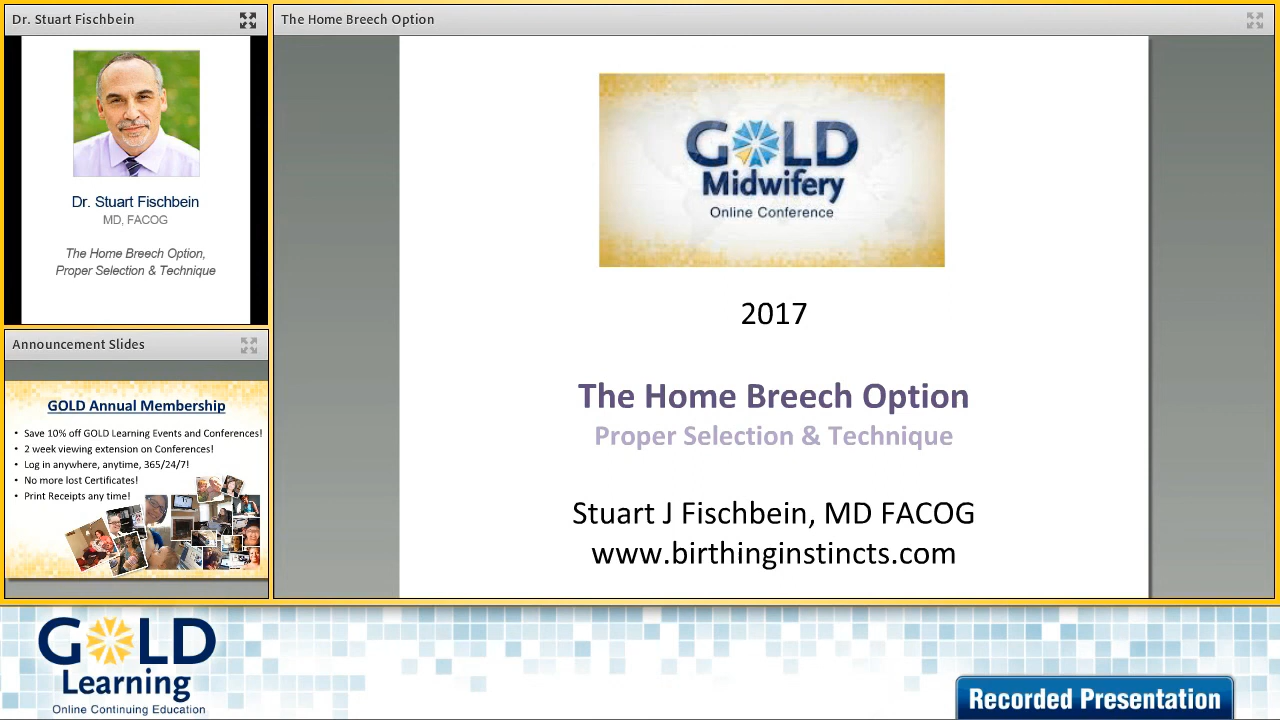 Dr. Stuart Fischbein
Dr. Stuart Fischbein
MD, FACOG
The Home Breech Option,
Proper Selection & Technique
Announcement Slides
GOLD Annual Membership
• Save 10% off GOLD Learning Events and Conferences!
• 2 week viewing extension on Conferences!
• Log in anywhere, anytime, 365/24/7!
• No more lost Certificates!
• Print Receipts any time!
The Home Breech Option
GOLD
Midwifery
Online Conference
2017
The Home Breech Option
Proper Selection & Technique
Stuart J Fischbein, MD FACOG
www.birthinginstincts.com
GOLD
Learning
Online Continuing Education
Recorded Presentation